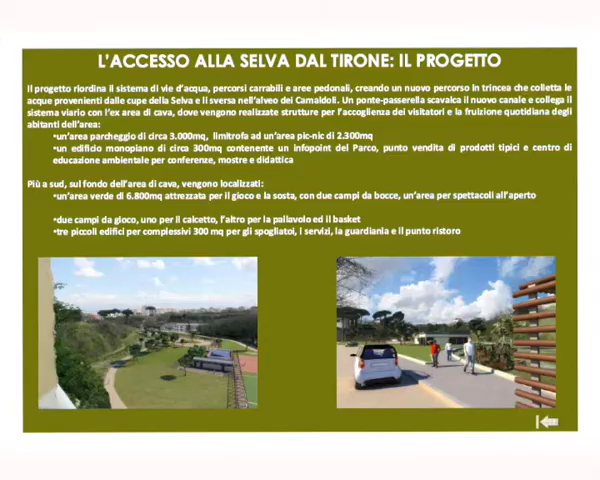 L'ACCESSO ALLA SELVA DAL TIRONE: IL PROGETTO
Il progetto riordina il sistema di vie d'acqua, percorsi carrabili e aree pedonali, creando un nuovo percorso in trincea che colletta le
acque provenienti dalle cupe della Selva e li sversa nell'alveo dei Camaldoli. Un ponte-passerella scavalca il nuovo canale e collega il
sistema viario con l'ex area di cava, dove vengono realizzate strutture per l'accoglienza dei visitatori e la fruizione quotidiana degli
abitanti dell'area:
•un'area parcheggio di circa 3.000mq, limitrofa ad un'area pic-nic di 2.300mq
•un edificio monopiano di circa 300mq contenente un infopoint del Parco, punto vendita di prodotti tipici e centro di
educazione ambientale per conferenze, mostre e didattica
Più a sud, sul fondo dell'area di cava, vengono localizzati:
•un'area verde di 6.800mq attrezzata per il gioco e la sosta, con due campi da bocce, un'area per spettacoli all'aperto
•due campi da gioco, uno per il calcetto, l'altro per la pallavolo ed il basket
•tre piccoli edifici per complessivi 300 mq per gli spogliatoi, i servizi, la guardiania e il punto ristoro